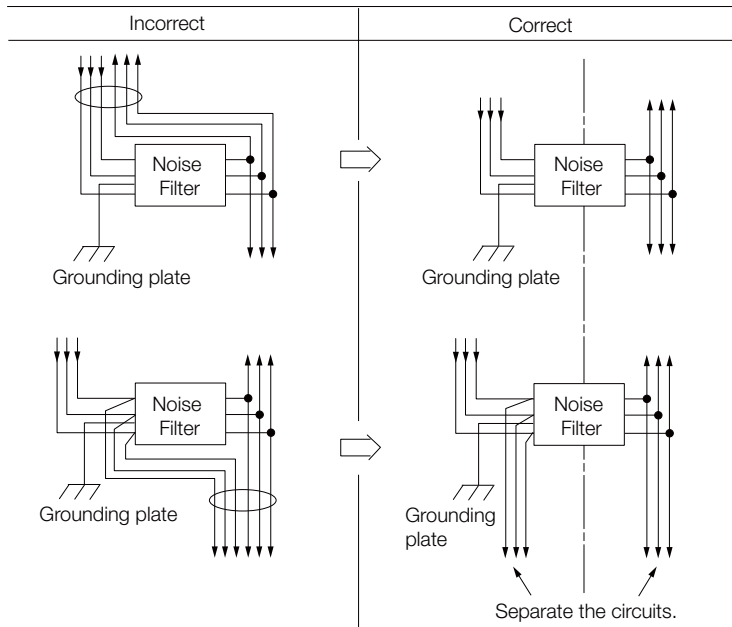 Incorrect
Correct
Noise
Filter
Grounding plate
Noise
Filter
Grounding plate
Noise
Filter
Grounding plate
Noise
Filter
Grounding
plate
Separate the circuits.